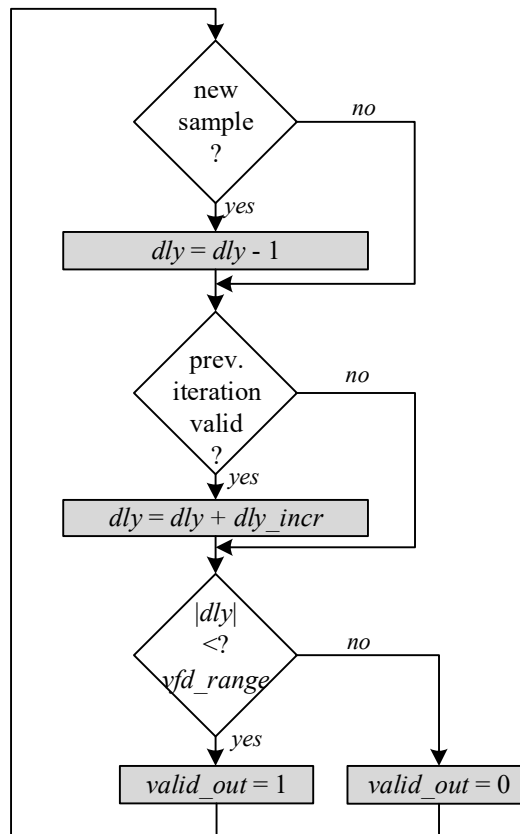 new
sample
?
no
yes
dly = dly - 1
prev.
iteration
valid
?
no
yes
dly = dly + dly_incr
|dly|
<?
vfd_range
no
yes
valid_out = 1
valid_out = 0